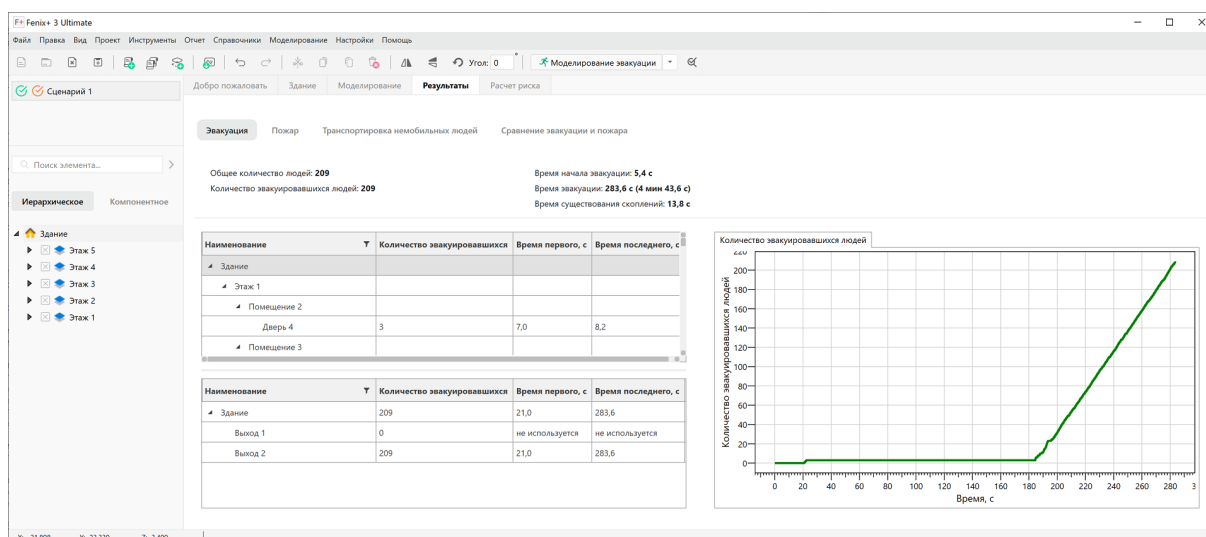 F+ Fenix+ 3 Ultimate
Файл Правка Вид Проект Инструменты Отчет Справочники Моделирование Настройки Помощь
Угол: 0 ° Моделирование эвакуации
Сценарий 1
Добро пожаловать Здание Моделирование Результаты Расчет риска
Эвакуация Пожар Транспортировка немобильных людей Сравнение эвакуации и пожара
Поиск элемента...
Общее количество людей: 209
Количество эвакуировавшихся людей: 209
Время начала эвакуации: 5,4 с
Время эвакуации: 283,6 с (4 мин 43,6 с)
Время существования скоплений: 13,8 с
Иерархическое Компонентное
Здание
Этаж 5
Этаж 4
Этаж 3
Этаж 2
Этаж 1
Наименование Количество эвакуировавшихся Время первого, с Время последнего, с
Здание
Этаж 1
Помещение 2
Дверь 4 3 7,0 8,2
Помещение 3
Наименование Количество эвакуировавшихся Время первого, с Время последнего, с
Здание 209 21,0 283,6
Выход 1 0 не используется не используется
Выход 2 209 21,0 283,6
Количество эвакуировавшихся людей
Количество эвакуировавшихся людей
220
200
180
160
140
120
100
80
60
40
20
0
0 20 40 60 80 100 120 140 160 180 200 220 240 260 280 3
Время, с